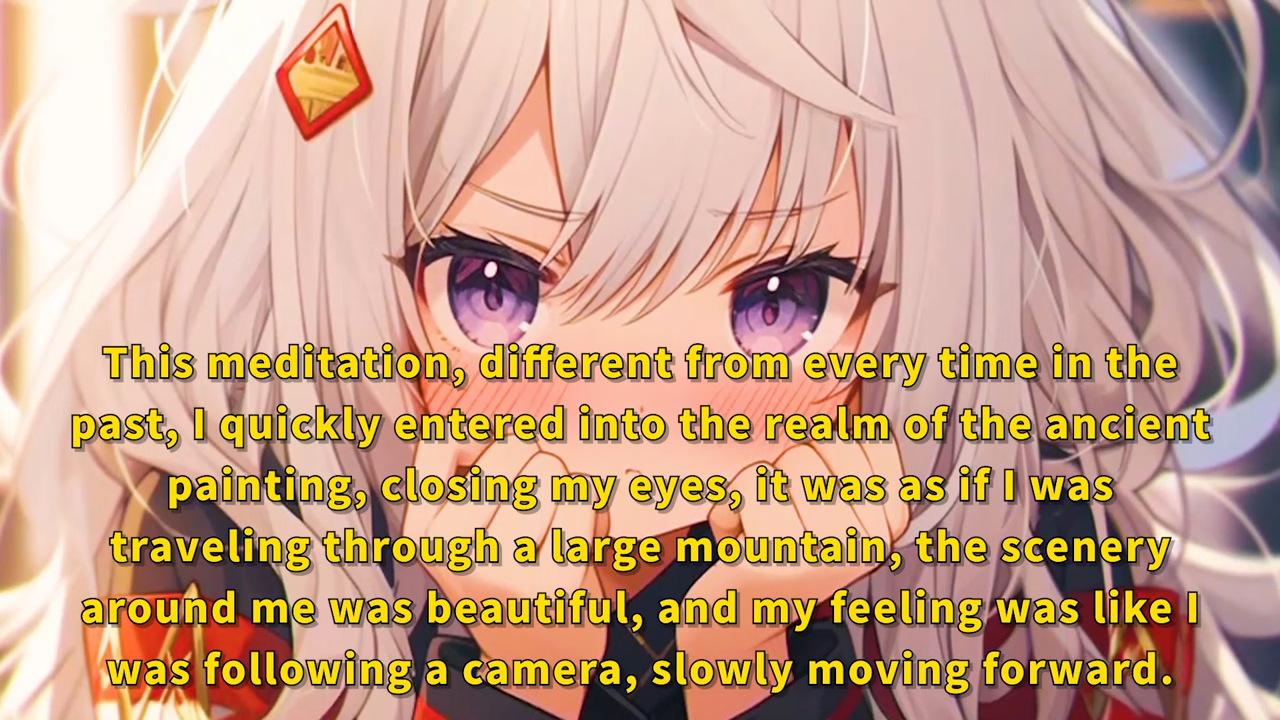 This meditation, different from every time in the
past, I quickly entered into the realm of the ancient
painting, closing my eyes, it was as if I was
traveling through a large mountain, the scenery
around me was beautiful, and my feeling was like I
was following a camera, slowly moving forward.